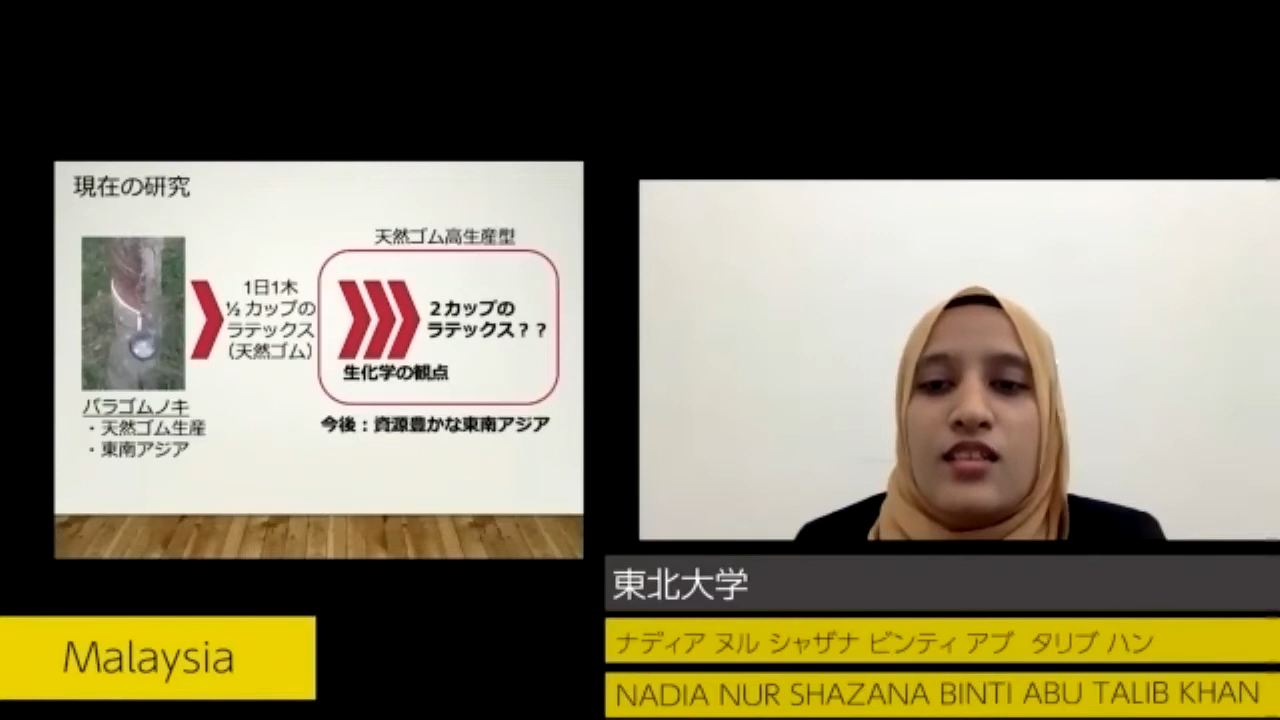 現在の研究
天然ゴム高生産型
1日1木
½ カップの
ラテックス
(天然ゴム)
2カップの
ラテックス？？
生化学の観点
パラゴムノキ
・天然ゴム生産
・東南アジア
今後：資源豊かな東南アジア
東北大学
ナディア ヌル シャザナ ビンティ アブ タリブ ハン
NADIA NUR SHAZANA BINTI ABU TALIB KHAN
Malaysia